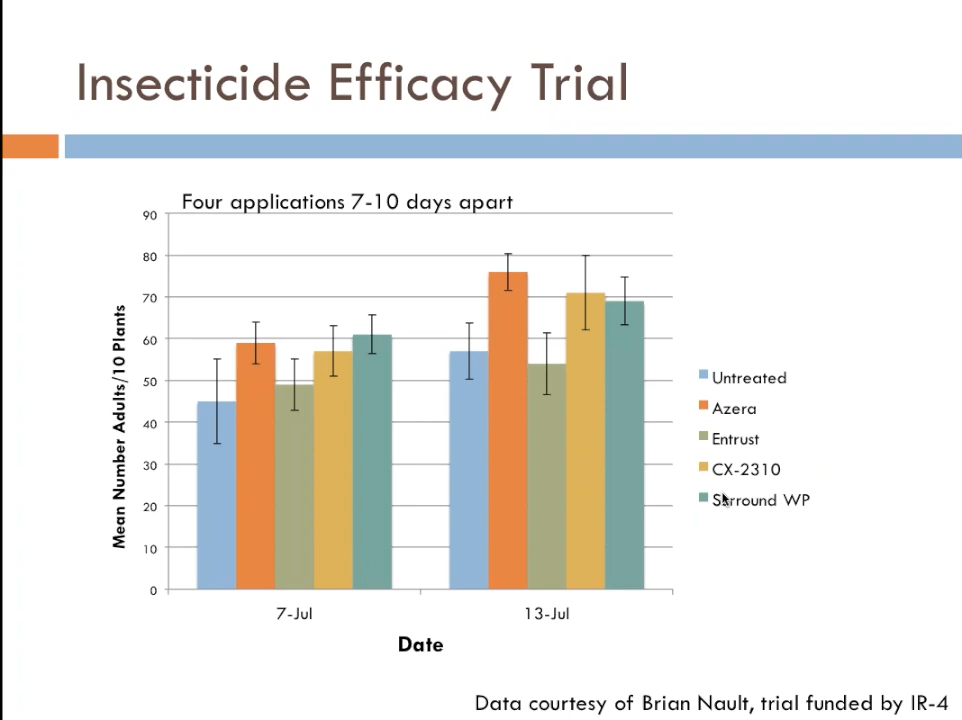 Insecticide Efficacy Trial
Four applications 7-10 days apart
90
80
70
60
50
40
30
20
10
0
Mean Number Adults/10 Plants
7-Jul
13-Jul
Date
Untreated
Azera
Entrust
CX-2310
Surround WP
Data courtesy of Brian Nault, trial funded by IR-4